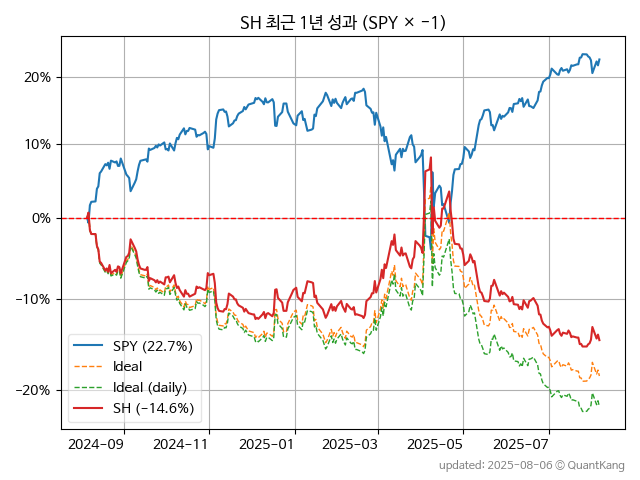 SH 최근 1년 성과 (SPY × −1)
20%
10%
0%
−10%
−20%
SPY (22.7%)
Ideal
Ideal (daily)
SH (−14.6%)
2024-09 2024-11 2025-01 2025-03 2025-05 2025-07
updated: 2025-08-06 © QuantKang